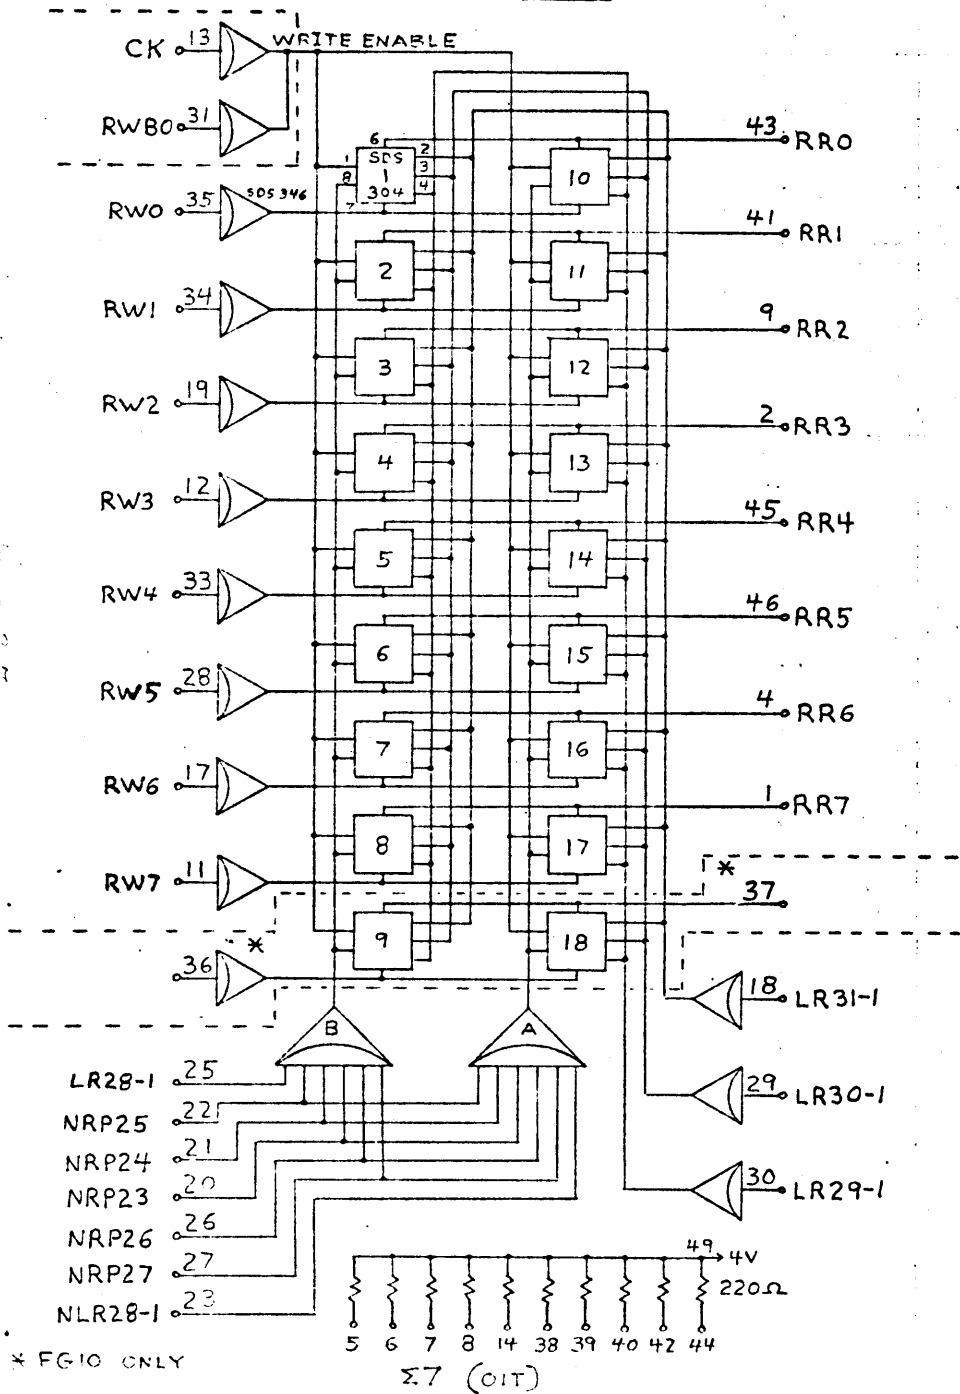 CK 13 WRITE ENABLE
RWB0 31
43 RR0
6
1 SDS 2
8 1 3
304 4
7
10
RW0 35 SDS 346
41 RR1
2 11
RW1 34
9 RR2
3 12
RW2 19
2 RR3
4 13
RW3 12
45 RR4
5 14
RW4 33
46 RR5
6 15
RW5 28
4 RR6
7 16
RW6 17
1 RR7
8 17
RW7 11
*
37
9 18
*
36
18 LR31-1
B A
LR28-1 25
29 LR30-1
NRP25 22
NRP24 21
NRP23 20
30 LR29-1
NRP26 26
NRP27 27
49 4V
220Ω
NLR28-1 23
5 6 7 8 14 38 39 40 42 44
* FG10 ONLY
Σ7 (OIT)